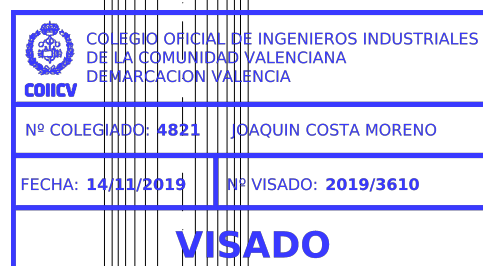 COLEGIO OFICIAL DE INGENIEROS INDUSTRIALES
DE LA COMUNIDAD VALENCIANA
DEMARCACION VALENCIA
COIICV
Nº COLEGIADO: 4821 JOAQUIN COSTA MORENO
FECHA: 14/11/2019 Nº VISADO: 2019/3610
VISADO